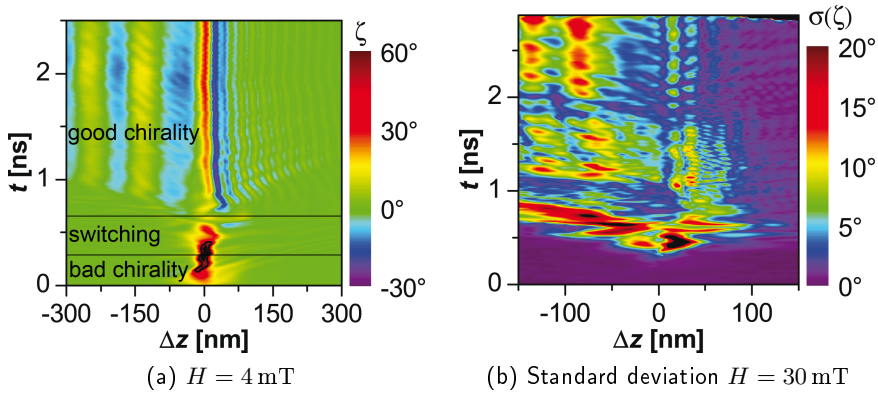 ζ
60°
30°
0°
-30°
2
1
0
t [ns]
good chirality
switching
bad chirality
-300 -150 0 150 300
Δz [nm]
(a) H = 4 mT
σ(ζ)
20°
15°
10°
5°
0°
2
1
0
t [ns]
-100 0 100
Δz [nm]
(b) Standard deviation H = 30 mT